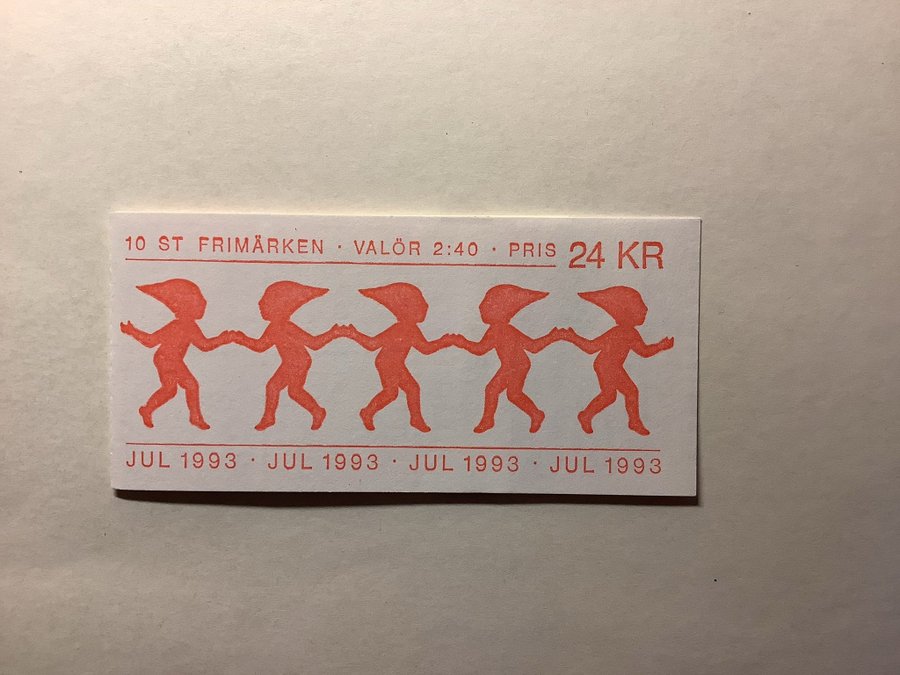 10 ST FRIMÄRKEN · VALÖR 2:40 · PRIS 24 KR
JUL 1993 · JUL 1993 · JUL 1993 · JUL 1993